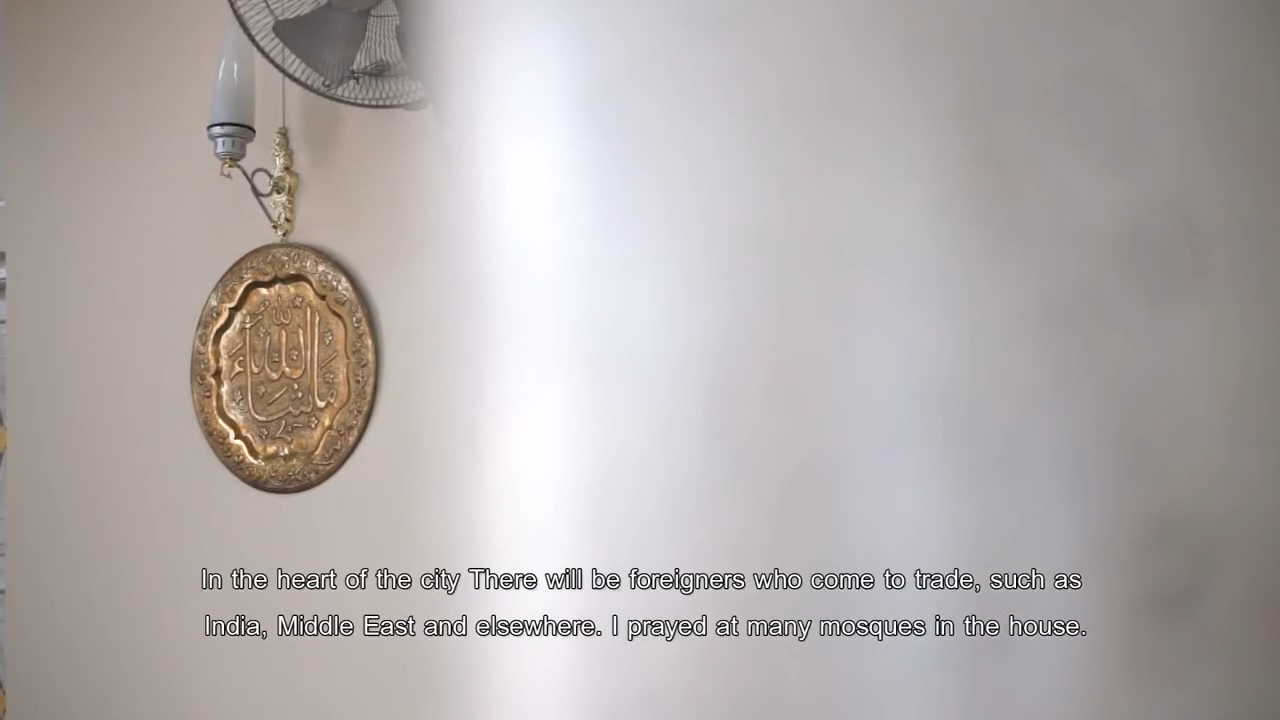 ما شاء الله
In the heart of the city There will be foreigners who come to trade, such as
India, Middle East and elsewhere. I prayed at many mosques in the house.